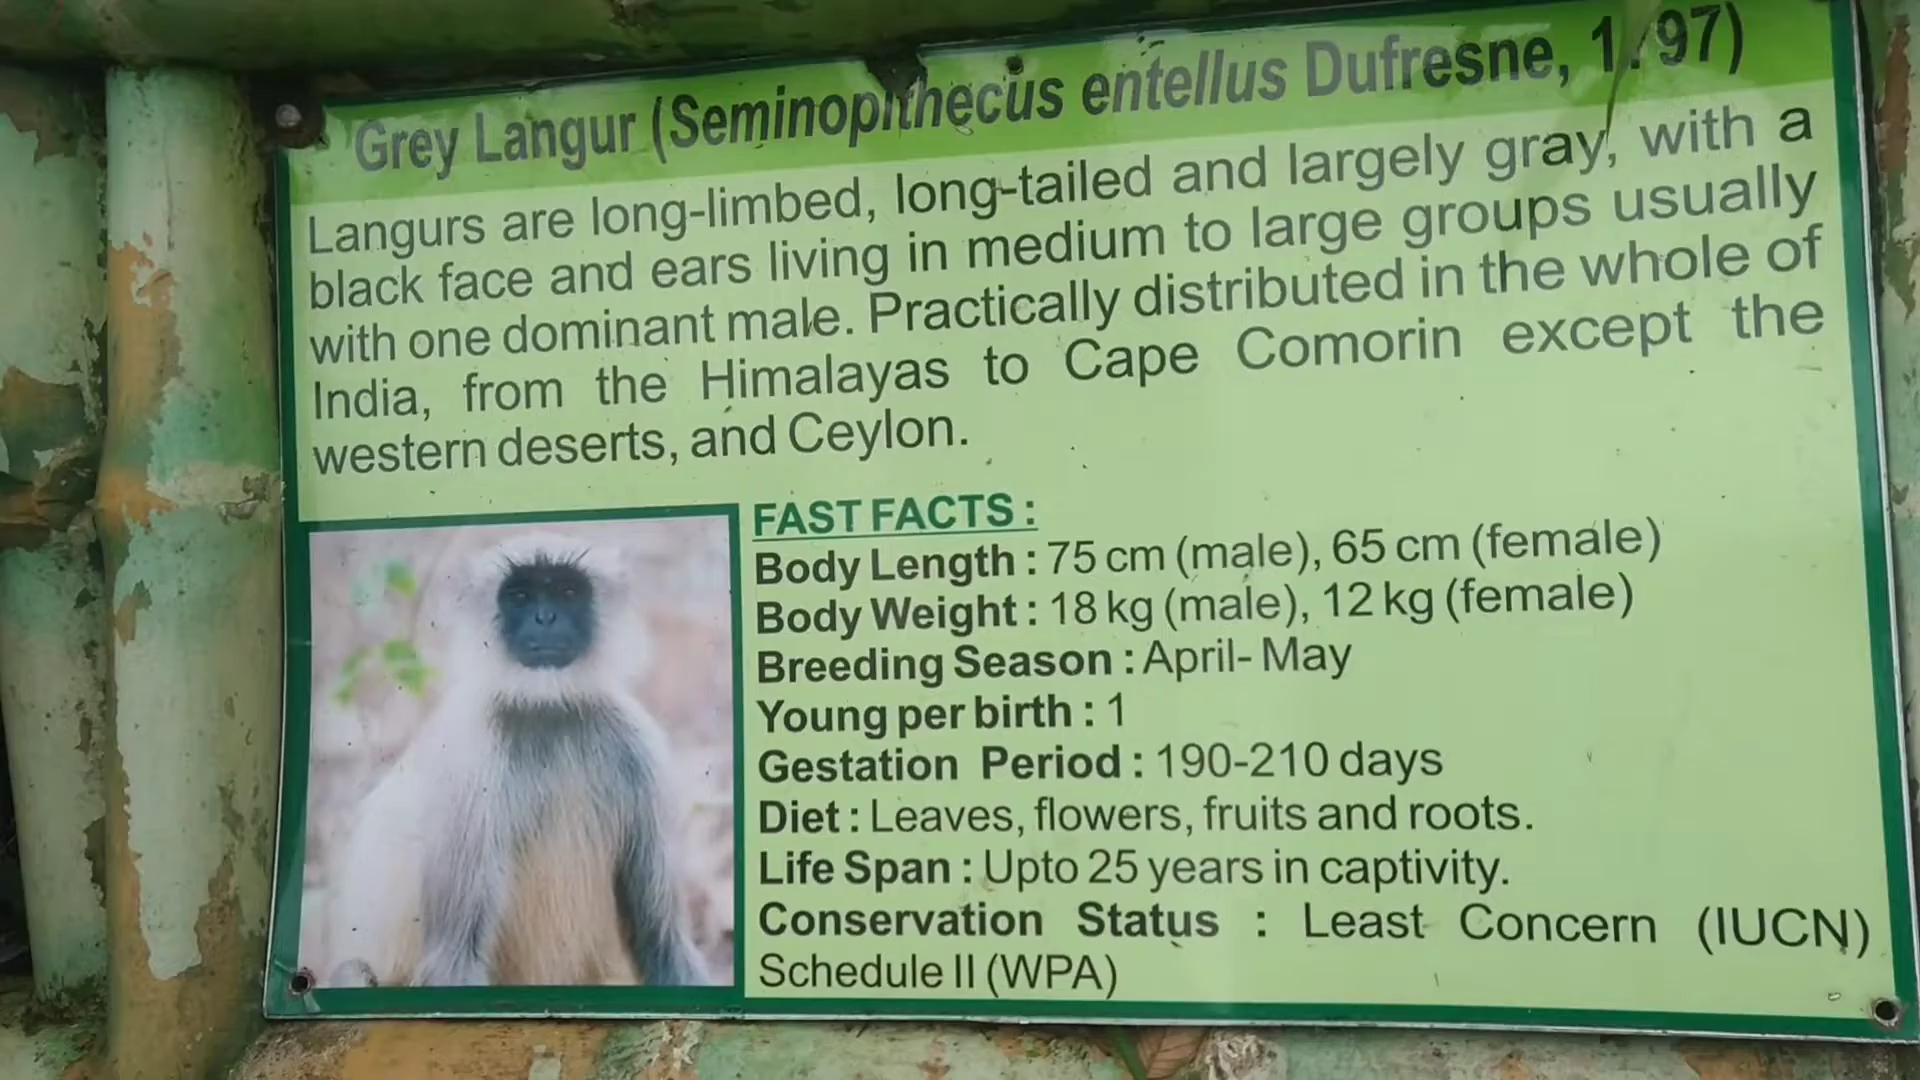 Grey Langur (Seminopithecus entellus Dufresne, 1797)
Langurs are long-limbed, long-tailed and largely gray, with a
black face and ears living in medium to large groups usually
with one dominant male. Practically distributed in the whole of
India, from the Himalayas to Cape Comorin except the
western deserts, and Ceylon.
FAST FACTS :
Body Length : 75 cm (male), 65 cm (female)
Body Weight : 18 kg (male), 12 kg (female)
Breeding Season : April- May
Young per birth : 1
Gestation Period : 190-210 days
Diet : Leaves, flowers, fruits and roots.
Life Span : Upto 25 years in captivity.
Conservation Status : Least Concern (IUCN)
Schedule II (WPA)